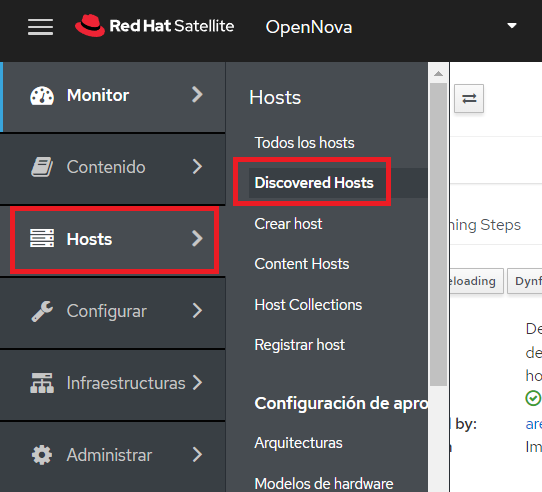 Red Hat Satellite
OpenNova
Monitor
Contenido
Hosts
Configurar
Infraestructuras
Administrar
Hosts
Todos los hosts
Discovered Hosts
Crear host
Content Hosts
Host Collections
Registrar host
Configuración de apro
Arquitecturas
Modelos de hardware
ning Steps
eloading
Dynf
De
de
ho
by:
are
Im